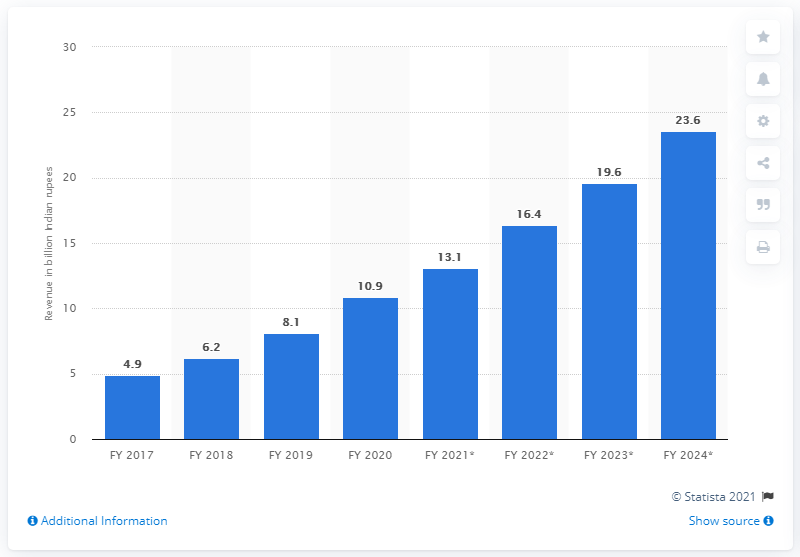 Revenue in billion Indian rupees
30
25
20
15
10
5
0
4.9
6.2
8.1
10.9
13.1
16.4
19.6
23.6
FY 2017
FY 2018
FY 2019
FY 2020
FY 2021*
FY 2022*
FY 2023*
FY 2024*
© Statista 2021
Additional Information
Show source